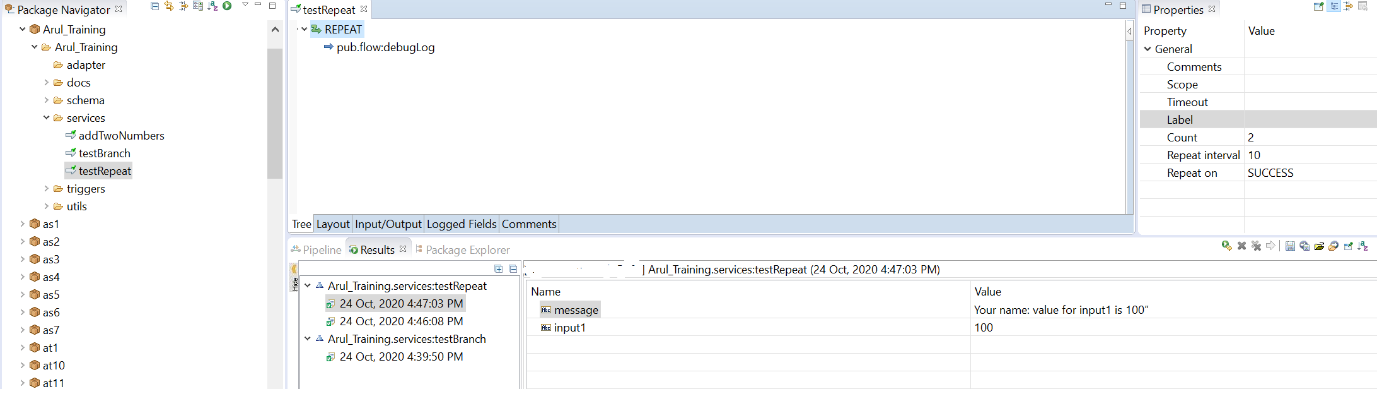 Package Navigator
Arul_Training
Arul_Training
adapter
docs
schema
services
addTwoNumbers
testBranch
testRepeat
triggers
utils
as1
as2
as3
as4
as5
as6
as7
at1
at10
at11
testRepeat
REPEAT
pub.flow:debugLog
Tree Layout Input/Output Logged Fields Comments
Properties
Property Value
General
Comments
Scope
Timeout
Label
Count 2
Repeat interval 10
Repeat on SUCCESS
Pipeline Results Package Explorer
Arul_Training.services:testRepeat
24 Oct, 2020 4:47:03 PM
24 Oct, 2020 4:46:08 PM
Arul_Training.services:testBranch
24 Oct, 2020 4:39:50 PM
| Arul_Training.services:testRepeat (24 Oct, 2020 4:47:03 PM)
Name Value
message Your name: value for input1 is 100"
input1 100